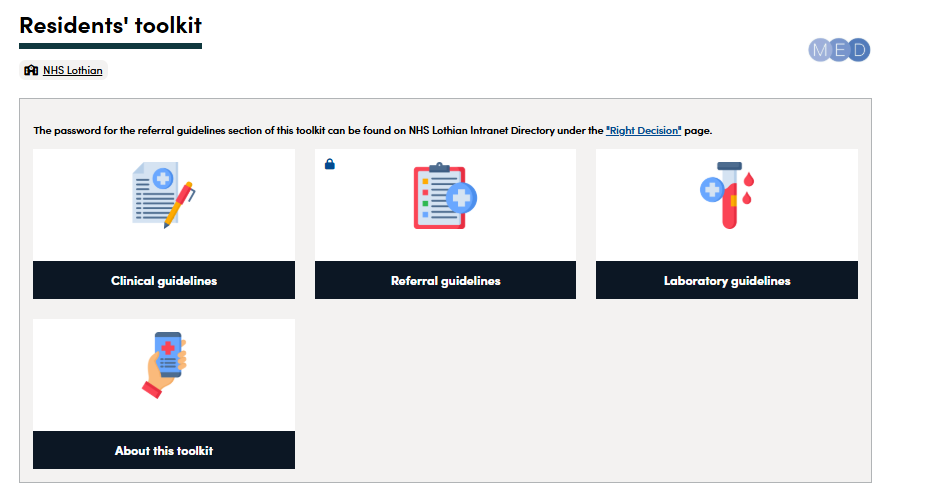 Residents' toolkit
MED
NHS Lothian
The password for the referral guidelines section of this toolkit can be found on NHS Lothian Intranet Directory under the "Right Decision" page.
Clinical guidelines
Referral guidelines
Laboratory guidelines
About this toolkit